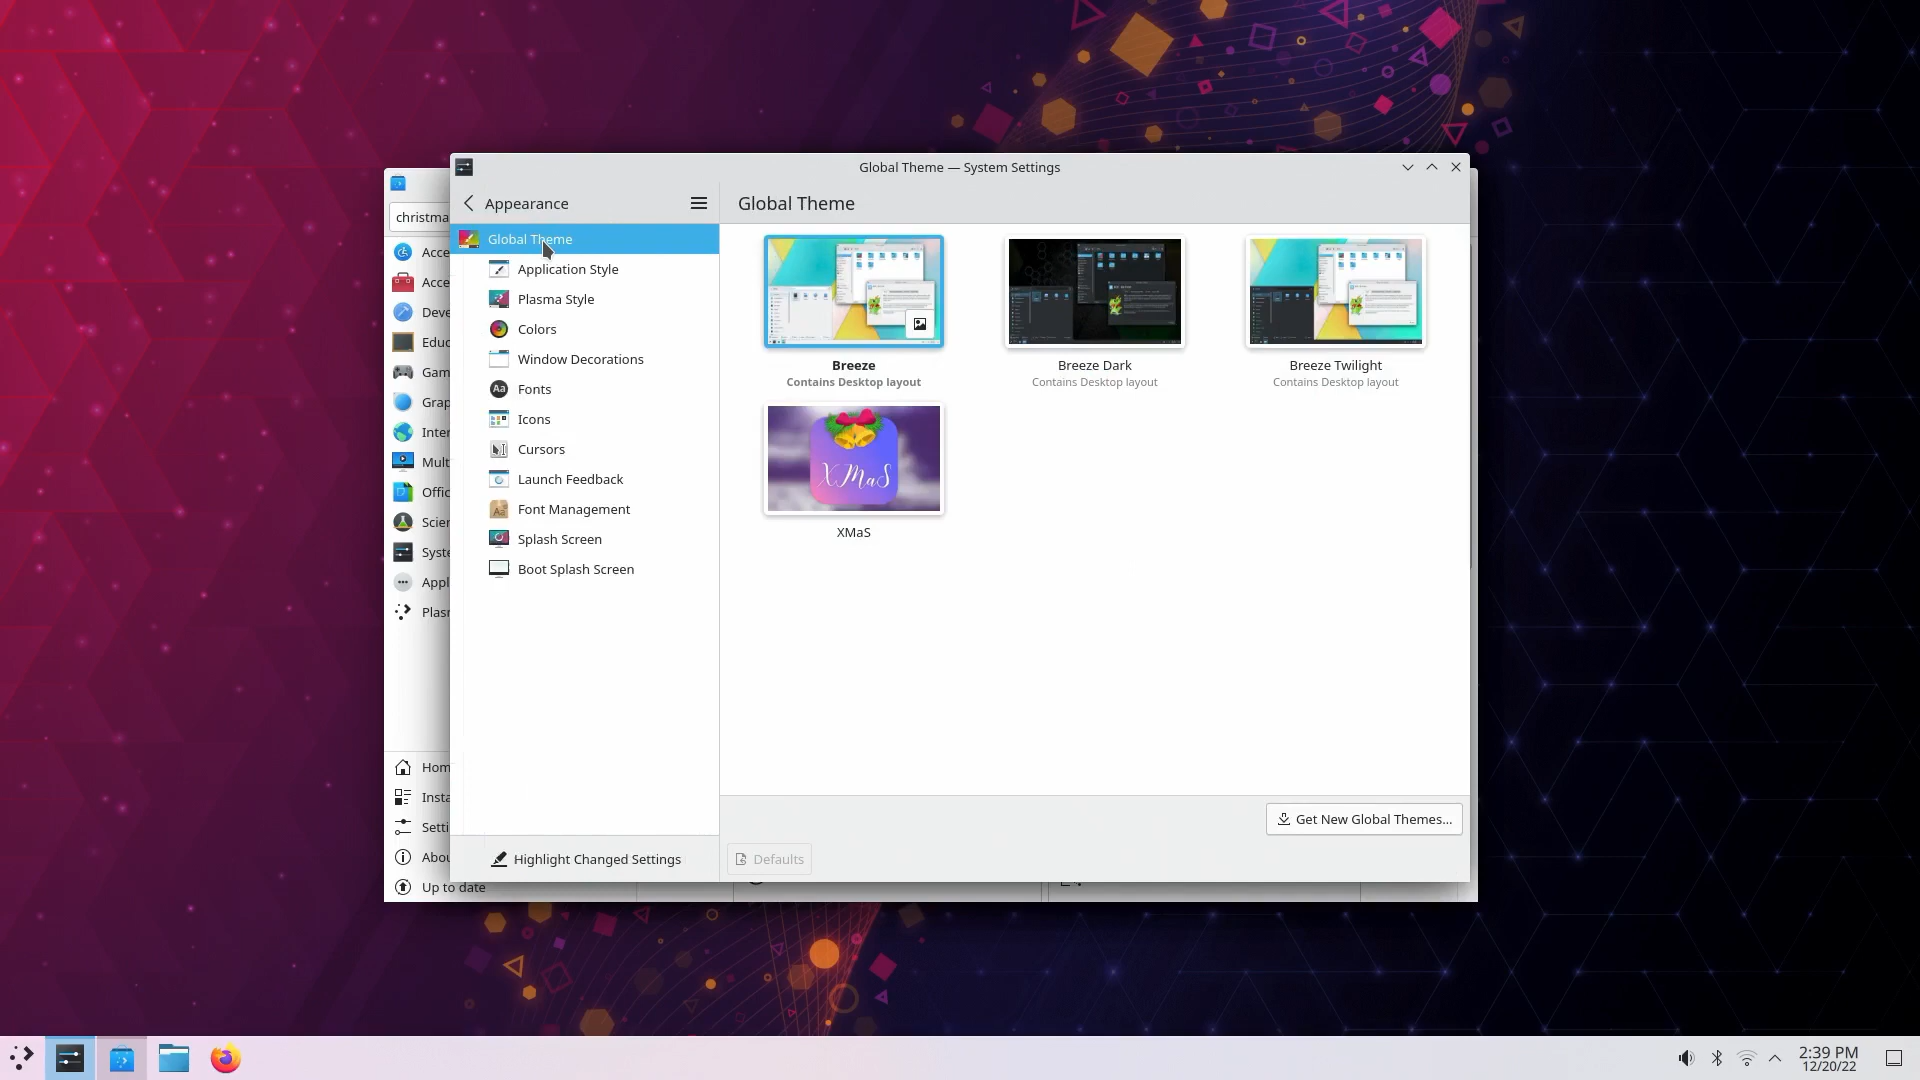 Global Theme — System Settings
Appearance
Global Theme
christma
Global Theme
Application Style
Plasma Style
Colors
Window Decorations
Fonts
Icons
Cursors
Launch Feedback
Font Management
Splash Screen
Boot Splash Screen
Highlight Changed Settings
Acce
Acce
Deve
Educ
Gam
Grap
Inter
Mult
Offic
Scier
Syste
Appl
Plasr
Hom
Insta
Setti
Abou
Up to date
Breeze
Contains Desktop layout
Breeze Dark
Contains Desktop layout
Breeze Twilight
Contains Desktop layout
XMaS
XMaS
Get New Global Themes...
Defaults
2:39 PM
12/20/22